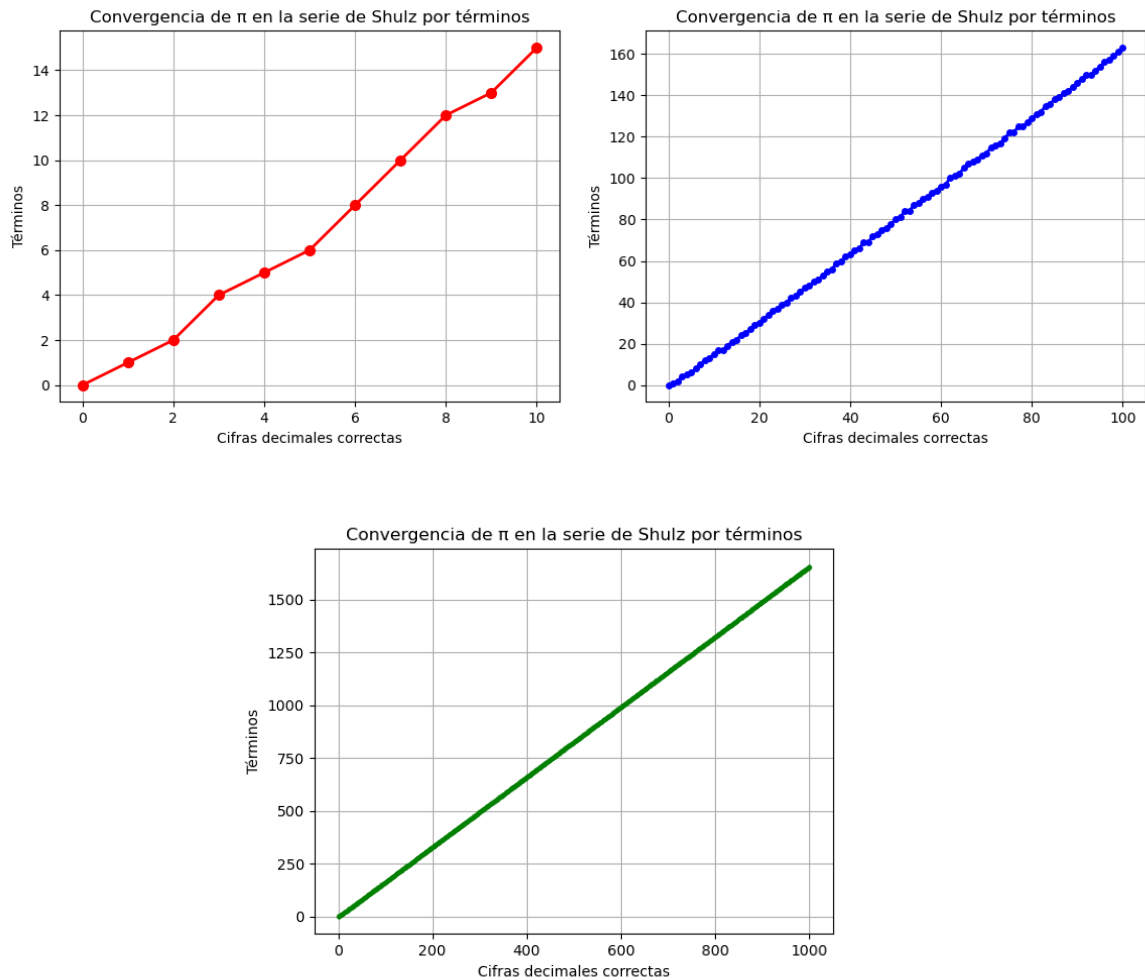 Convergencia de π en la serie de Shulz por términos
14
12
10
8
6
4
2
0
Términos
0 2 4 6 8 10
Cifras decimales correctas
Convergencia de π en la serie de Shulz por términos
160
140
120
100
80
60
40
20
0
Términos
0 20 40 60 80 100
Cifras decimales correctas
Convergencia de π en la serie de Shulz por términos
1500
1250
1000
750
500
250
0
Términos
0 200 400 600 800 1000
Cifras decimales correctas